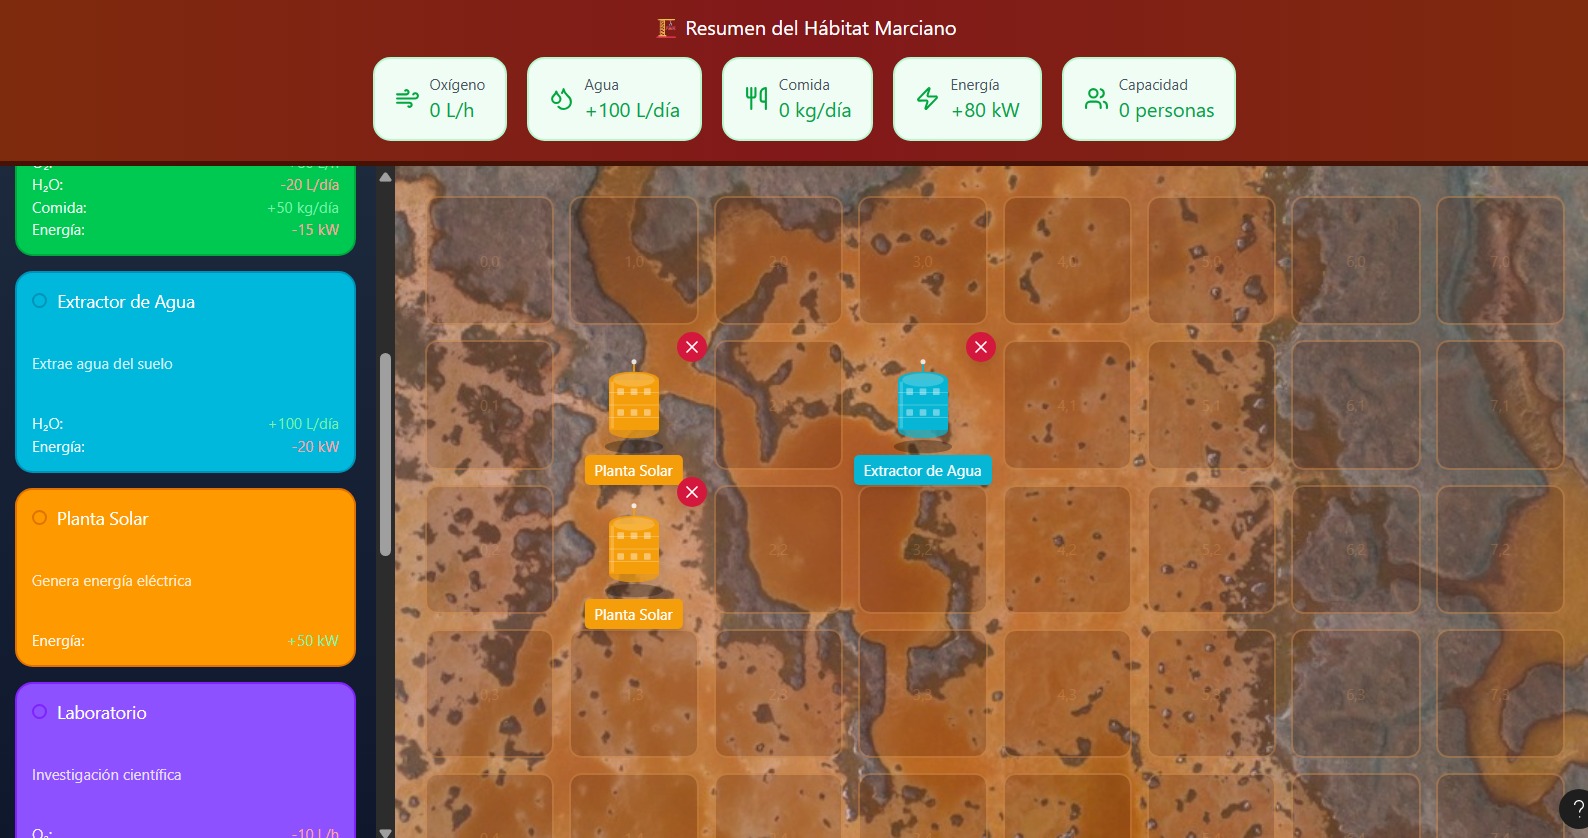 Resumen del Hábitat Marciano
Oxígeno
0 L/h
Agua
+100 L/día
Comida
0 kg/día
Energía
+80 kW
Capacidad
0 personas
H₂O: -20 L/día
Comida: +50 kg/día
Energía: -15 kW
Extractor de Agua
Extrae agua del suelo
H₂O: +100 L/día
Energía: -20 kW
Planta Solar
Genera energía eléctrica
Energía: +50 kW
Laboratorio
Investigación científica
O₂: -10 L/h
0,0 1,0 2,0 3,0 4,0 5,0 6,0 7,0
0,1 4,1 5,1 6,1 7,1
Planta Solar
Extractor de Agua
2,2 3,2 4,2 5,2 6,2 7,2
Planta Solar
0,3 1,3 2,3 3,3 4,3 5,3 6,3 7,3
?